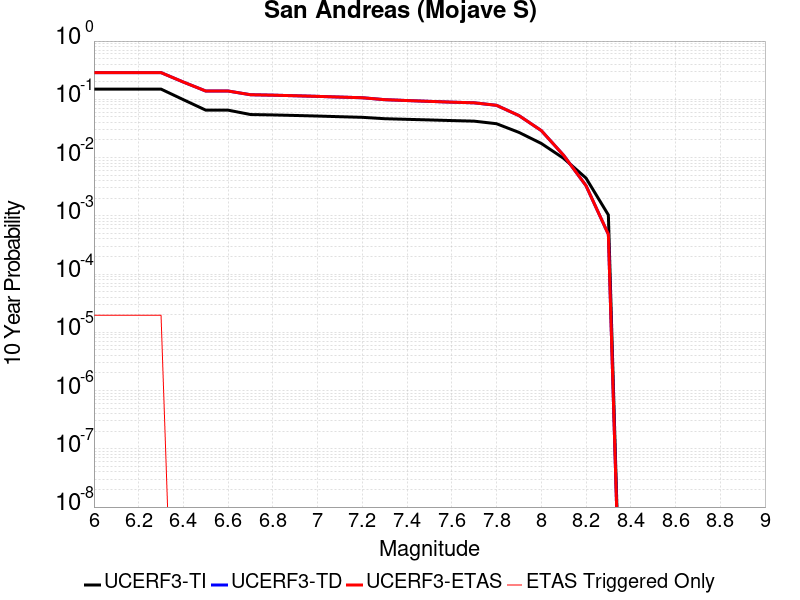 San Andreas (Mojave S)
10^0
10^-1
10^-2
10^-3
10^-4
10^-5
10^-6
10^-7
10^-8
10 Year Probability
6 6.2 6.4 6.6 6.8 7 7.2 7.4 7.6 7.8 8 8.2 8.4 8.6 8.8 9
Magnitude
UCERF3-TI UCERF3-TD UCERF3-ETAS ETAS Triggered Only